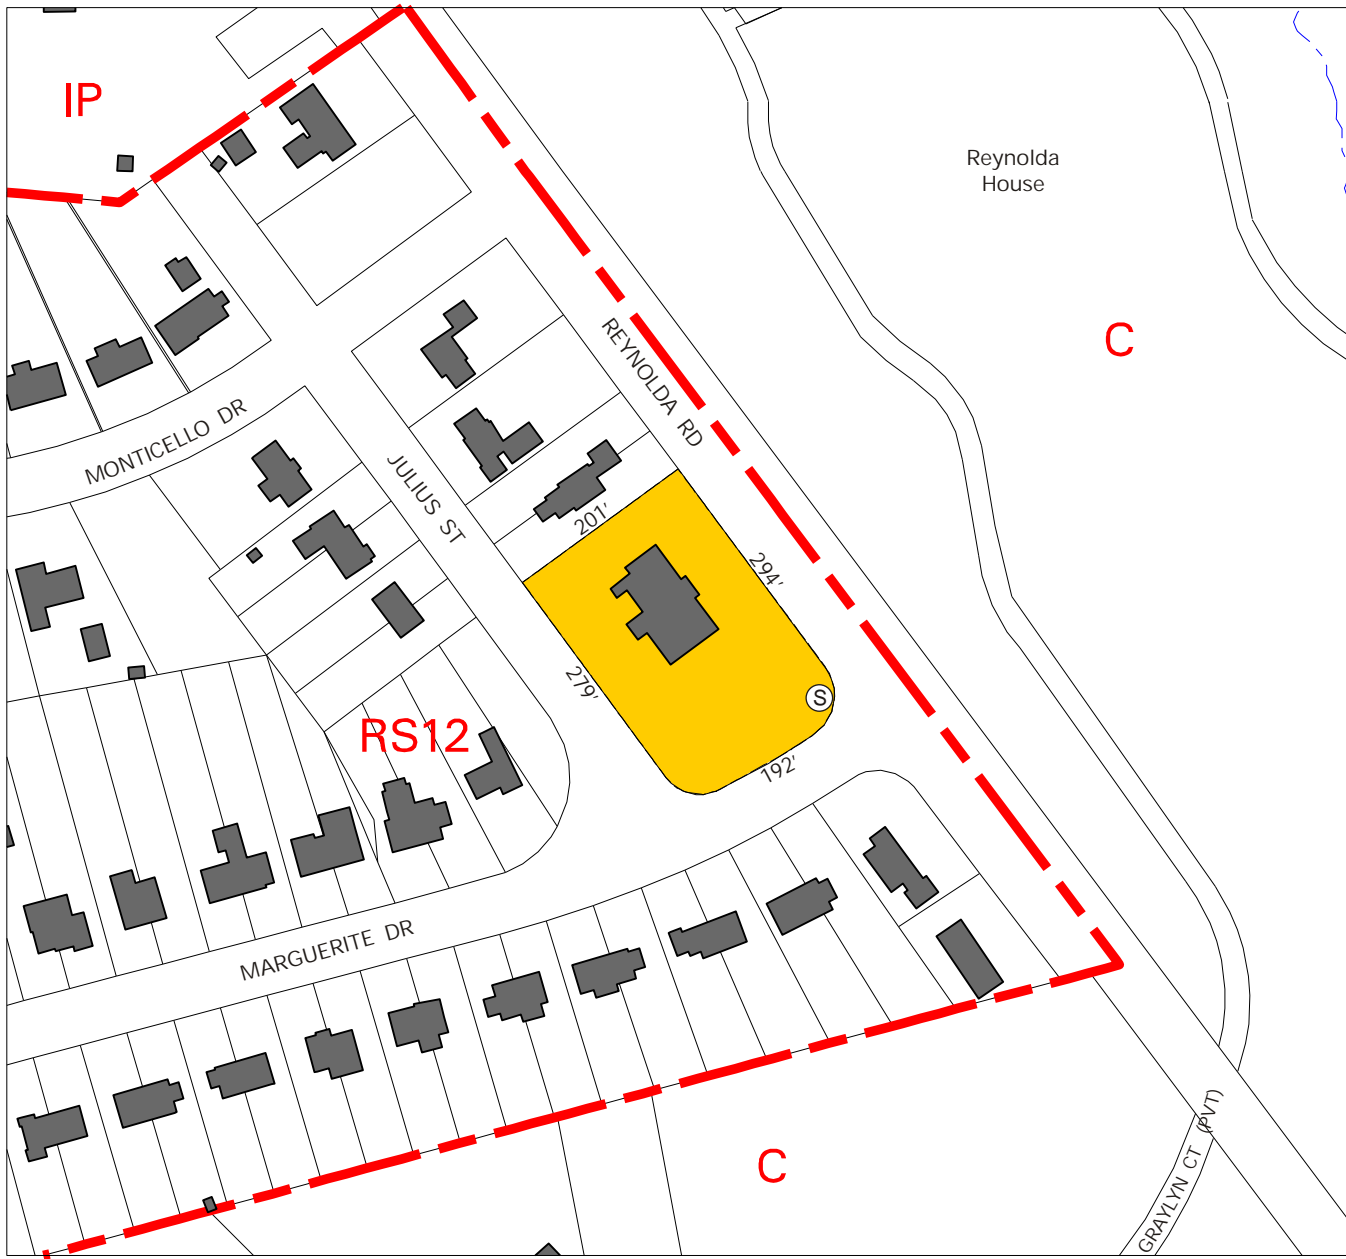 IP
Reynolda
House
C
REYNOLDA RD
MONTICELLO DR
JULIUS ST
201'
294'
279'
S
RS12
192'
MARGUERITE DR
C
GRAYLYN CT (PVT)